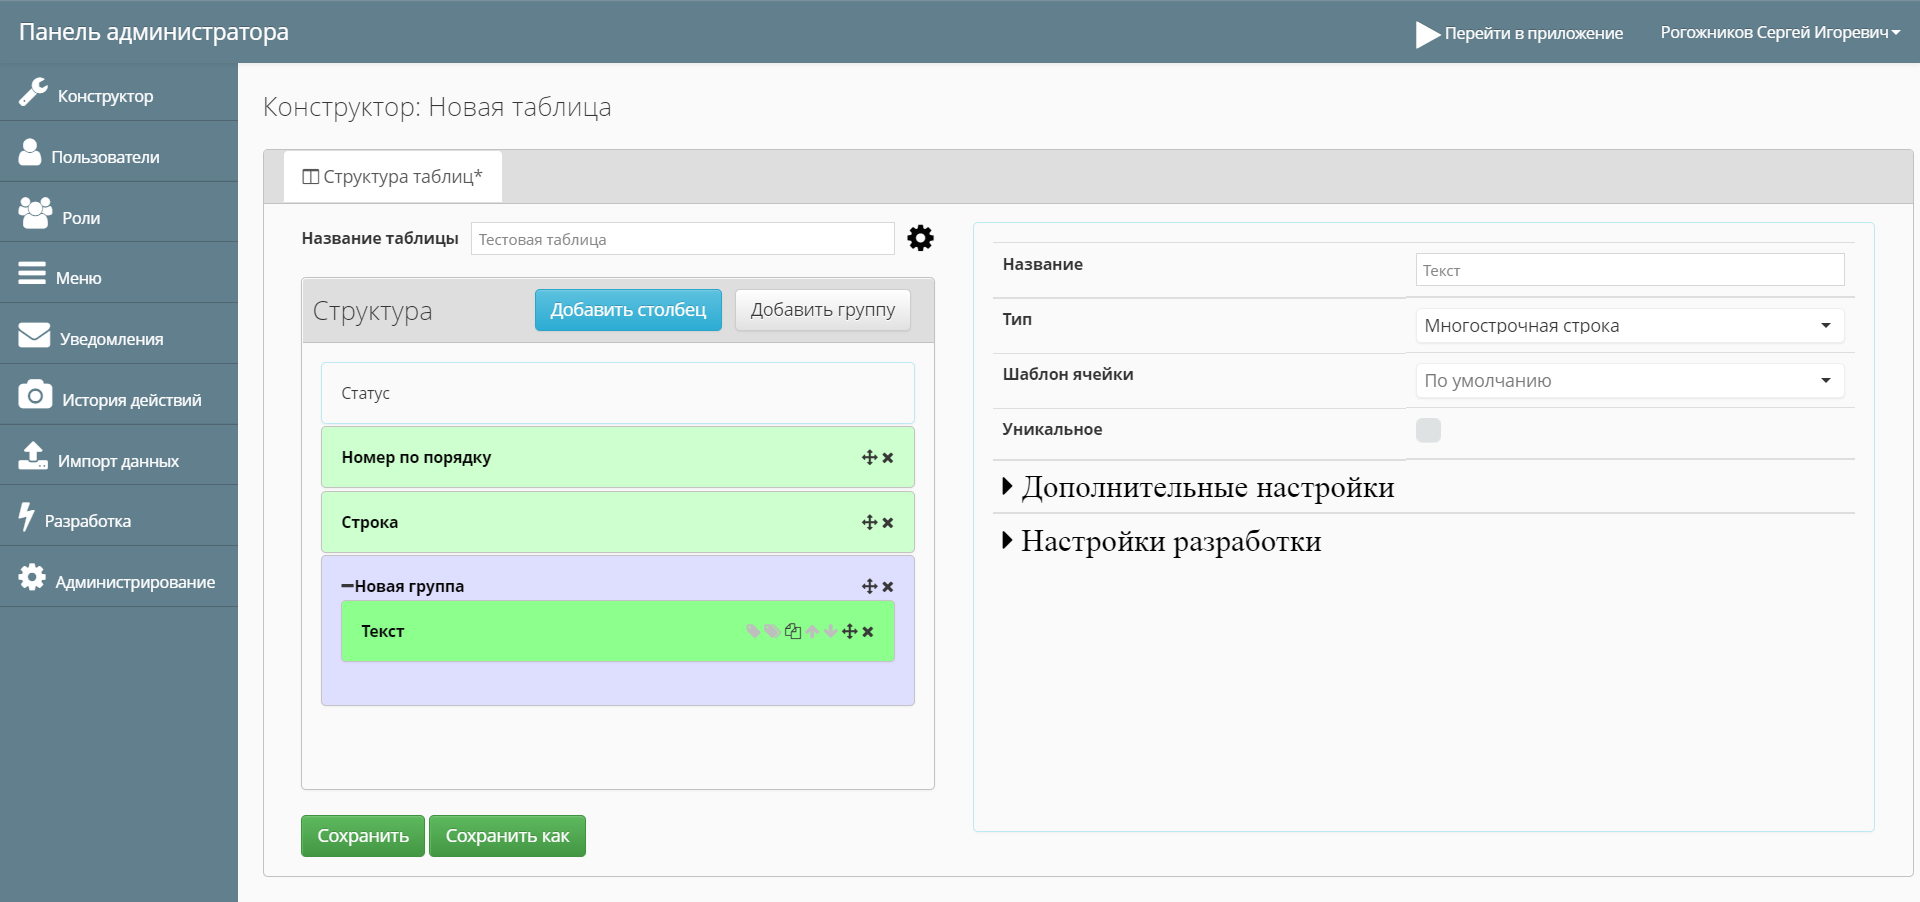 Панель администратора
Перейти в приложение
Рогожников Сергей Игоревич
Конструктор
Пользователи
Роли
Меню
Уведомления
История действий
Импорт данных
Разработка
Администрирование
Конструктор: Новая таблица
Структура таблиц*
Название таблицы
Тестовая таблица
Структура
Добавить столбец
Добавить группу
Статус
Номер по порядку
Строка
Новая группа
Текст
Сохранить
Сохранить как
Название
Текст
Тип
Многострочная строка
Шаблон ячейки
По умолчанию
Уникальное
Дополнительные настройки
Настройки разработки